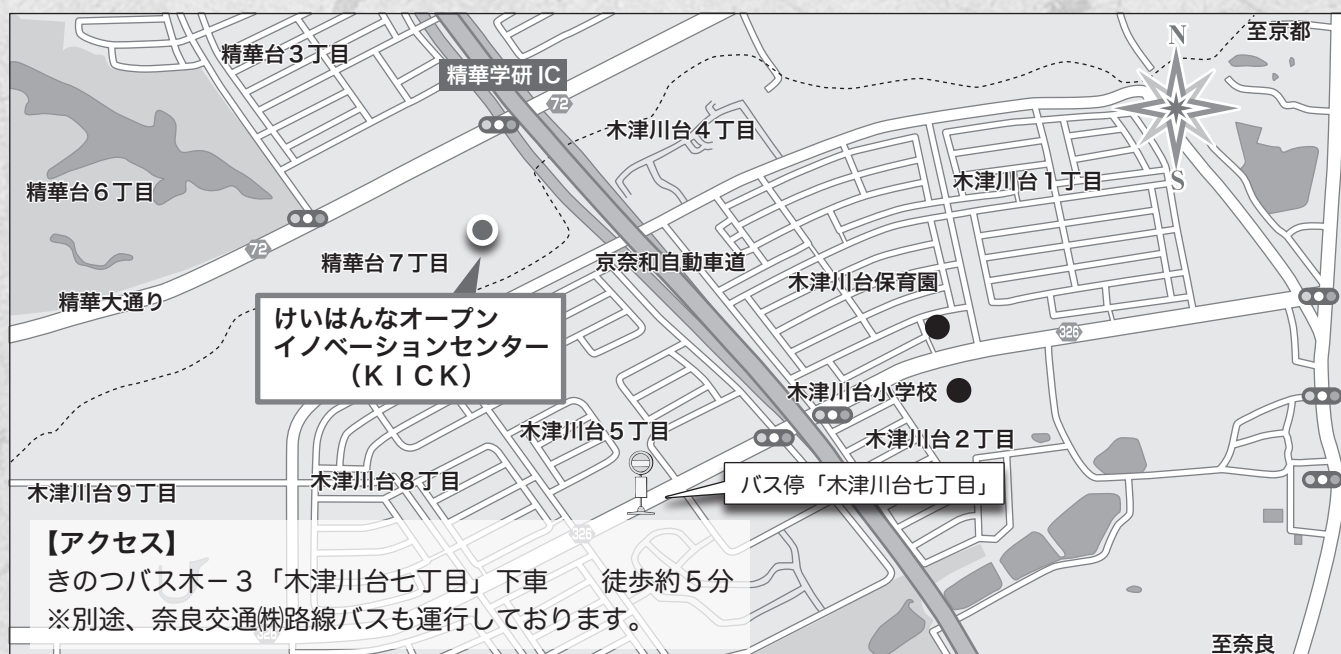 至京都
N
精華台3丁目
精華学研 IC
72
木津川台4丁目
木津川台1丁目
S
精華台6丁目
72
精華台7丁目
京奈和自動車道
木津川台保育園
精華大通り
けいはんなオープン
イノベーションセンター
（KICK）
326
木津川台小学校
木津川台5丁目
木津川台2丁目
木津川台8丁目
木津川台9丁目
バス停「木津川台七丁目」
326
【アクセス】
きのつバス木－3「木津川台七丁目」下車　徒歩約5分
※別途、奈良交通㈱路線バスも運行しております。
326
至奈良